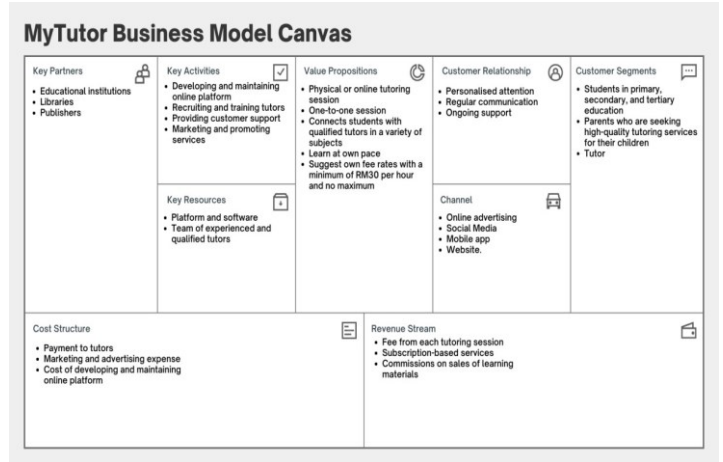 MyTutor Business Model Canvas
Key Partners
• Educational institutions
• Libraries
• Publishers
Key Activities
• Developing and maintaining
online platform
• Recruiting and training tutors
• Providing customer support
• Marketing and promoting
services
Key Resources
• Platform and software
• Team of experienced and
qualified tutors
Value Propositions
• Physical or online tutoring
session
• One-to-one session
• Connects students with
qualified tutors in a variety of
subjects
• Learn at own pace
• Suggest own fee rates with a
minimum of RM30 per hour
and no maximum
Customer Relationship
• Personalised attention
• Regular communication
• Ongoing support
Channel
• Online advertising
• Social Media
• Mobile app
• Website.
Customer Segments
• Students in primary,
secondary, and tertiary
education
• Parents who are seeking
high-quality tutoring services
for their children
• Tutor
Cost Structure
• Payment to tutors
• Marketing and advertising expense
• Cost of developing and maintaining
online platform
Revenue Stream
• Fee from each tutoring session
• Subscription-based services
• Commissions on sales of learning
materials